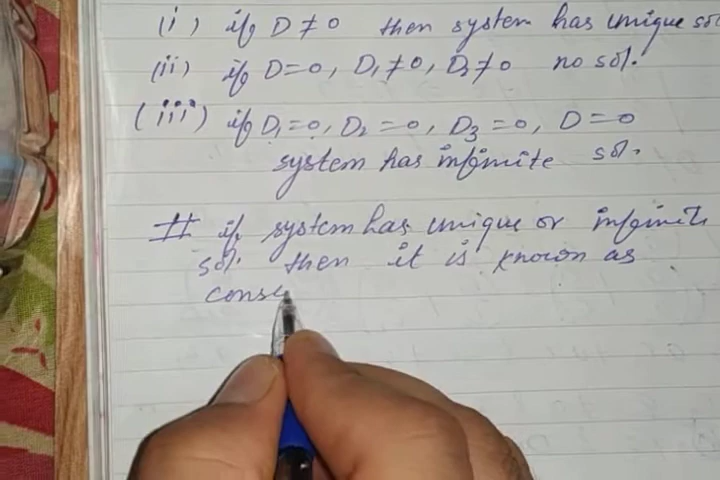 (i) if D ≠ 0 then system has unique sol
(ii) if D=0, D₁≠0, D₂≠0 no sol.
(iii) if D₁=0, D₂=0, D₃=0, D=0
system has infinite sol.
# if system has unique or infinite
sol. then it is known as
cons